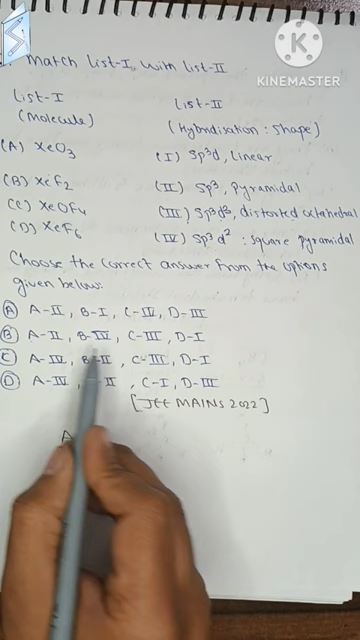 Match List-I, with List-II
KINEMASTER
List-I
(Molecule)
List-II
(Hybridisation : Shape)
(A) XeO3
(I) Sp³d, Linear
(B) XeF2
(II) Sp³, Pyramidal
(C) XeOF4
(III) Sp³d³, distorted octahedral
(D) XeF6
(IV) Sp³d² : Square Pyramidal
Choose the correct answer from the options
given below:
(A) A-II, B-I, C-IV, D-III
(B) A-II, B-IV, C-III, D-I
(C) A-IV, B-II, C-III, D-I
(D) A-IV, -II, C-I, D-III
[JEE MAINS 2022]
A